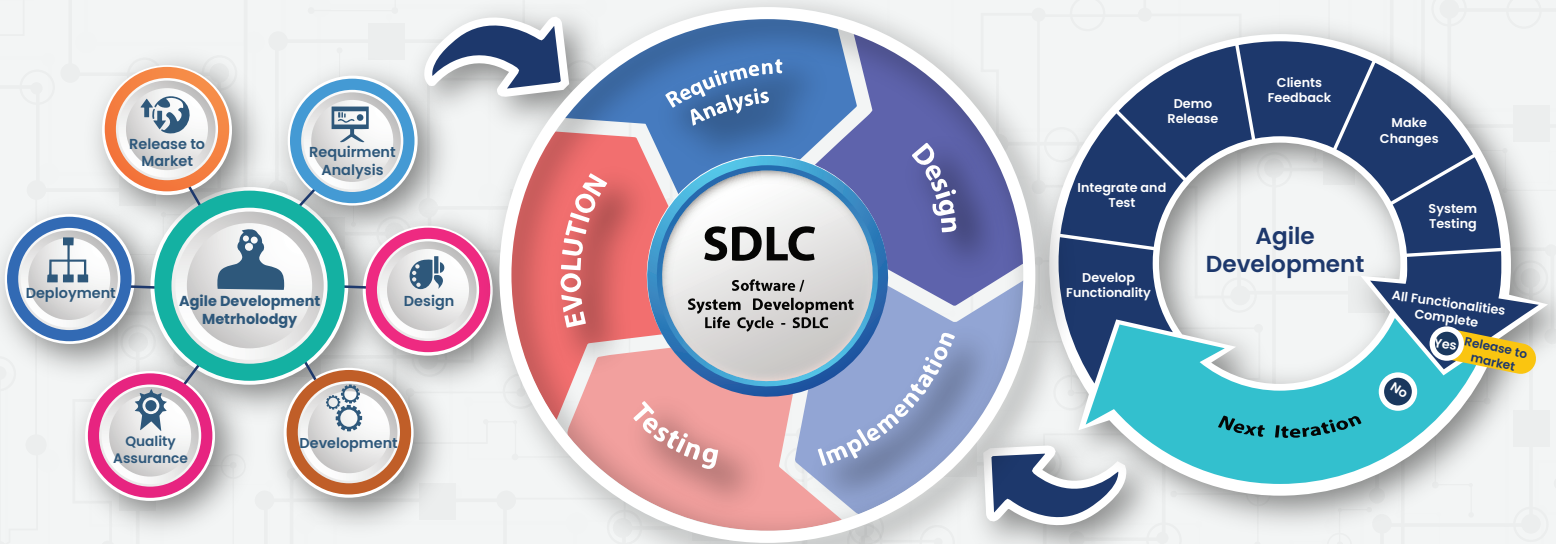 Release to
Market
Requirment
Analysis
Deployment
Agile Development
Metrholodgy
Design
Quality
Assurance
Development
Requirment
Analysis
Design
Implementation
Testing
EVOLUTION
SDLC
Software /
System Development
Life Cycle - SDLC
Agile
Development
Develop
Functionality
Integrate and
Test
Demo
Release
Clients
Feedback
Make
Changes
System
Testing
All Functionalities
Complete
Yes
Release to
market
No
Next Iteration